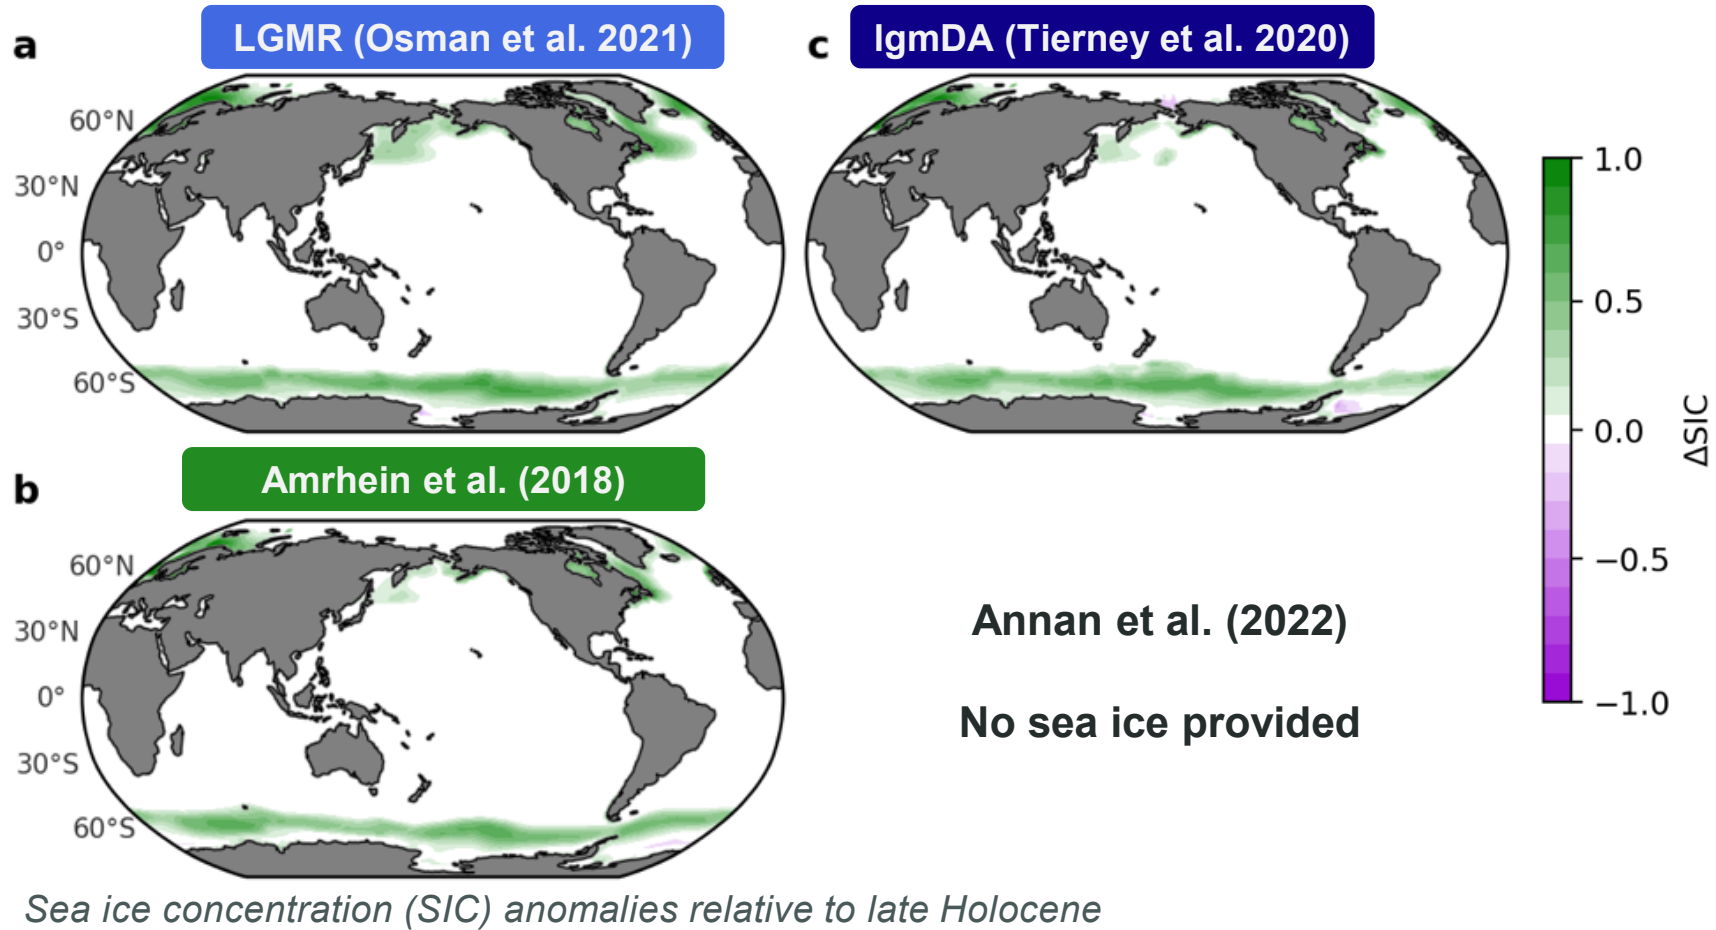 a
LGMR (Osman et al. 2021)
60°N
30°N
0°
30°S
60°S
c
lgmDA (Tierney et al. 2020)
1.0
0.5
0.0
−0.5
−1.0
ΔSIC
b
Amrhein et al. (2018)
60°N
30°N
0°
30°S
60°S
Annan et al. (2022)
No sea ice provided
Sea ice concentration (SIC) anomalies relative to late Holocene